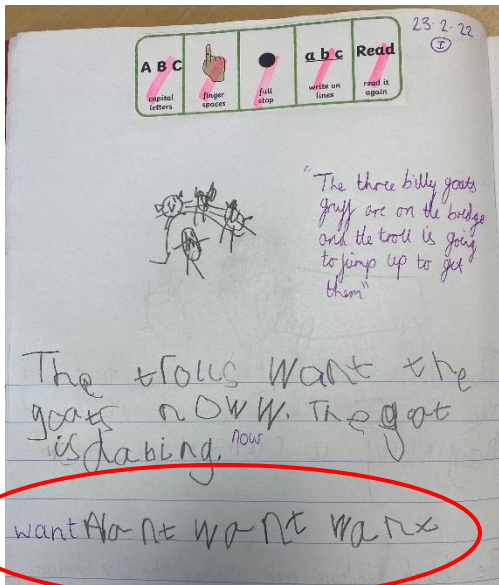 23.2.22
I
A B C
capital letters
finger spaces
full stop
a b c
write on lines
Read
read it again
"The three billy goats
gruff are on the bridge
and the troll is going
to jump up to get
them"
The trolls want the
goats noww. The goat
is dabing. now
want want want want